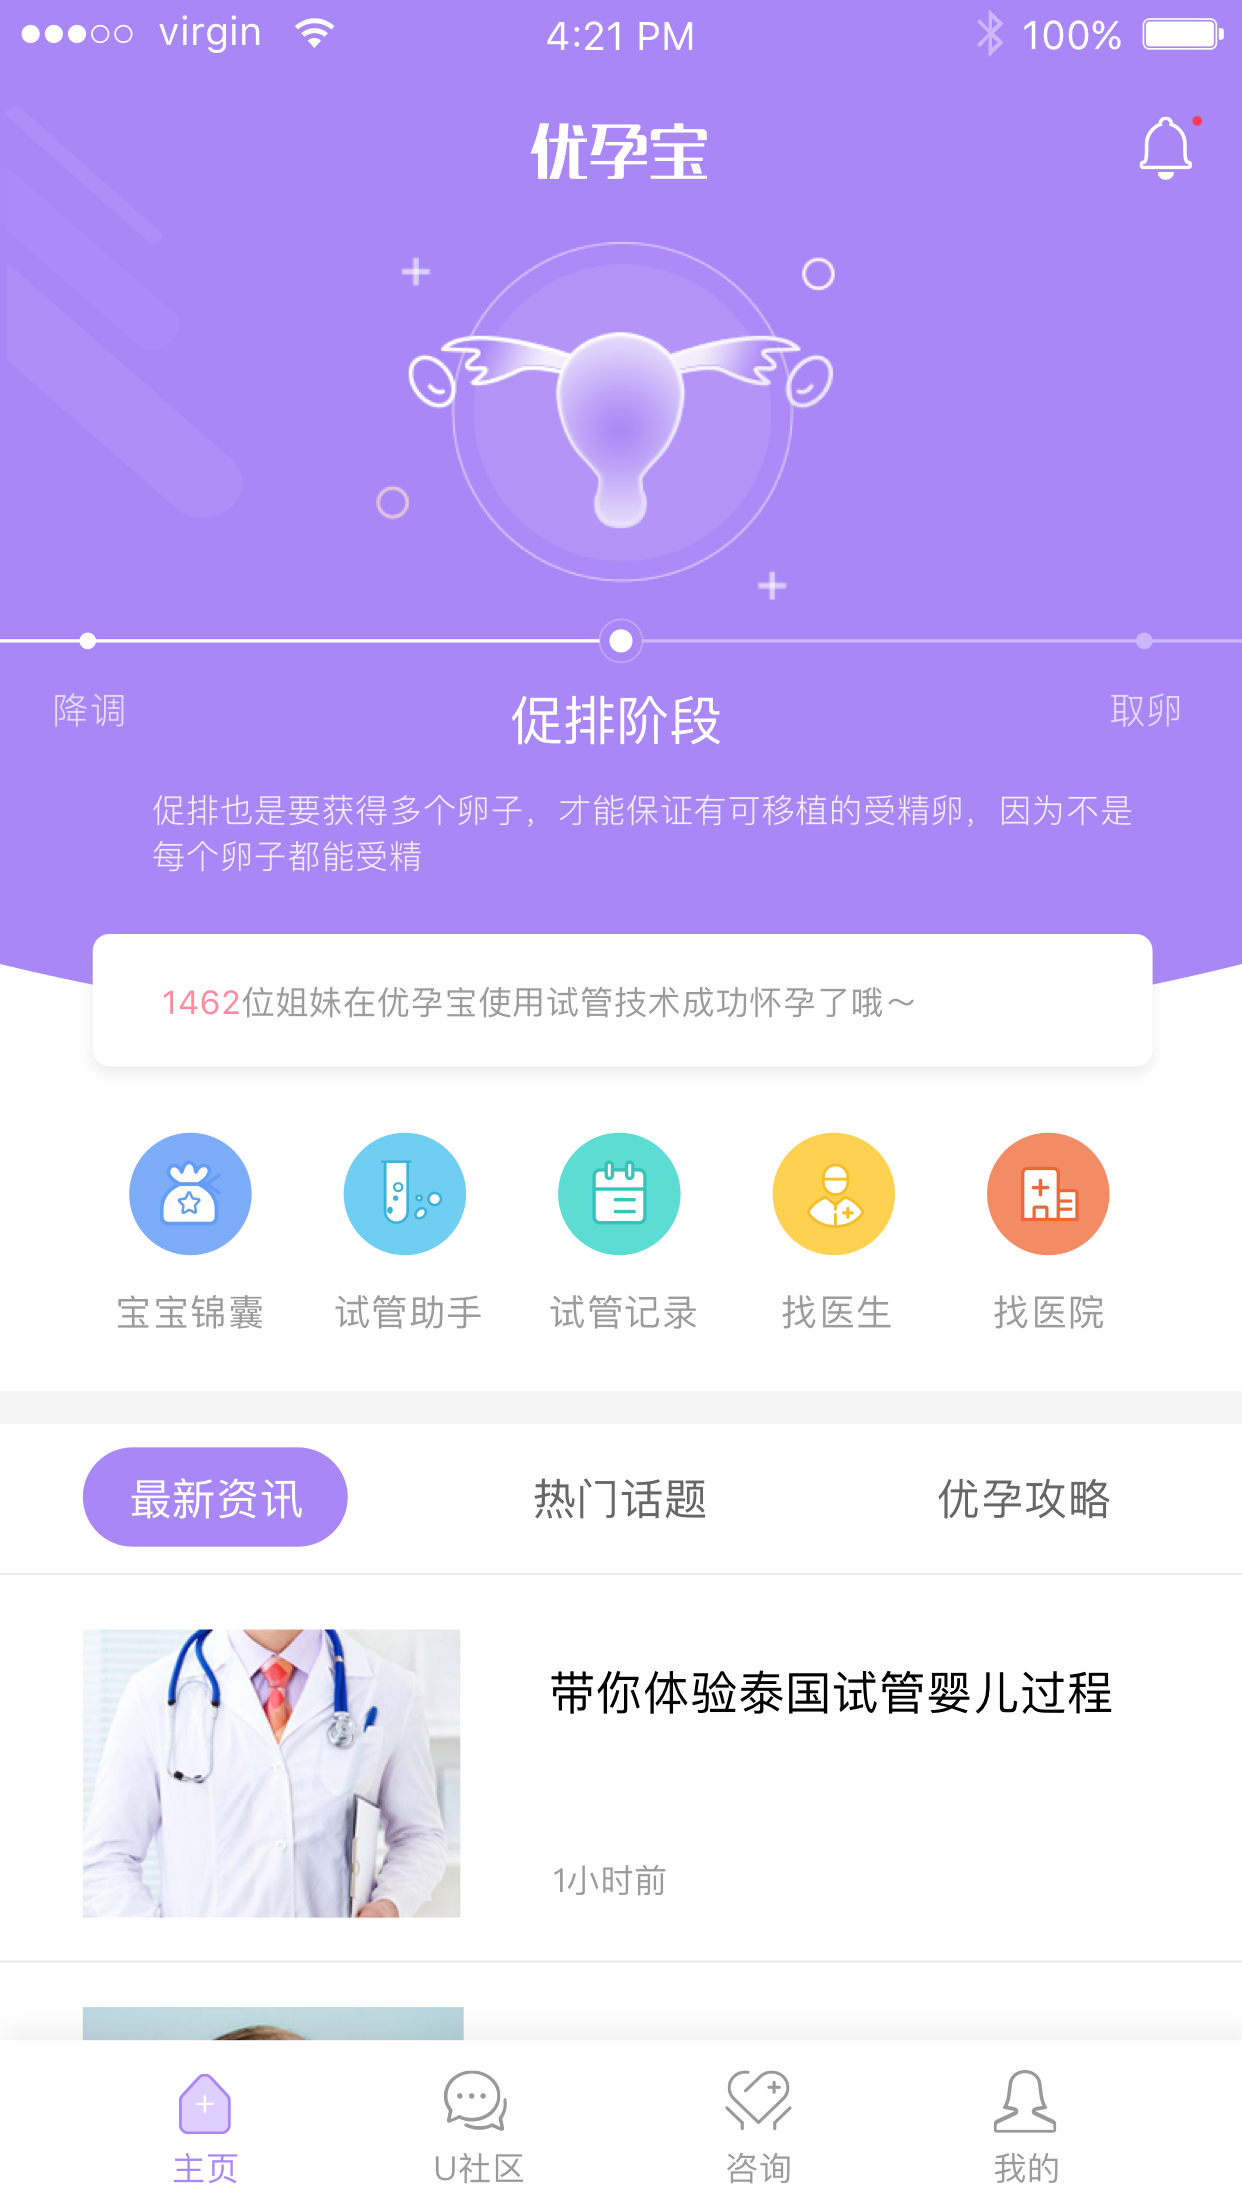 virgin
4:21 PM
100%
优孕宝
降调
促排阶段
取卵
促排也是要获得多个卵子，才能保证有可移植的受精卵，因为不是
每个卵子都能受精
1462位姐妹在优孕宝使用试管技术成功怀孕了哦～
宝宝锦囊
试管助手
试管记录
找医生
找医院
最新资讯
热门话题
优孕攻略
带你体验泰国试管婴儿过程
1小时前
主页
U社区
咨询
我的